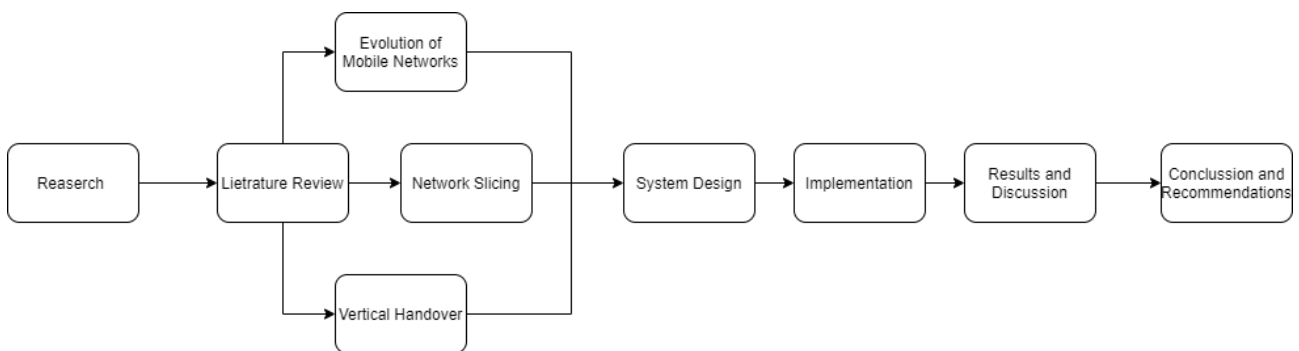 Evolution of
Mobile Networks
Reaserch
Lietrature Review
Network Slicing
System Design
Implementation
Results and
Discussion
Conclussion and
Recommendations
Vertical Handover